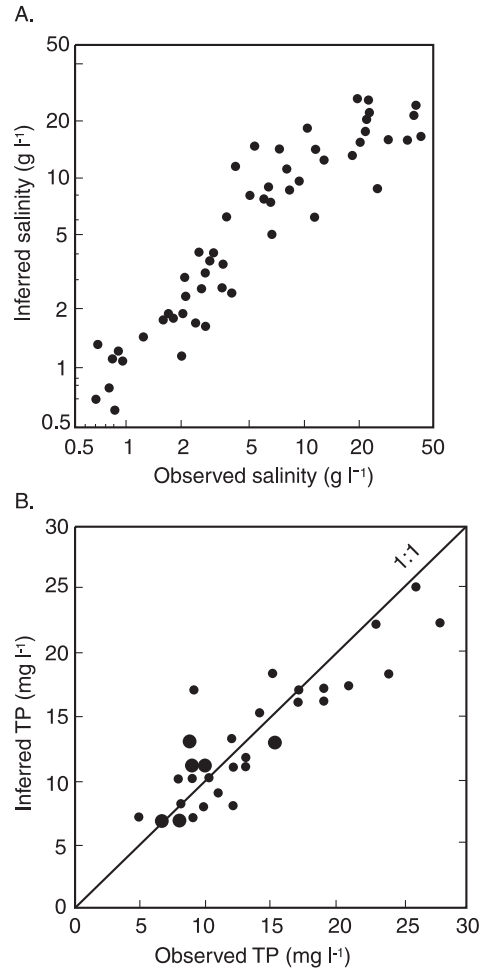 A.
50
20
10
5
2
1
0.5
Inferred salinity (g l⁻¹)
0.5 1 2 5 10 20 50
Observed salinity (g l⁻¹)
B.
30
25
20
15
10
5
0
Inferred TP (mg l⁻¹)
1:1
0 5 10 15 20 25 30
Observed TP (mg l⁻¹)